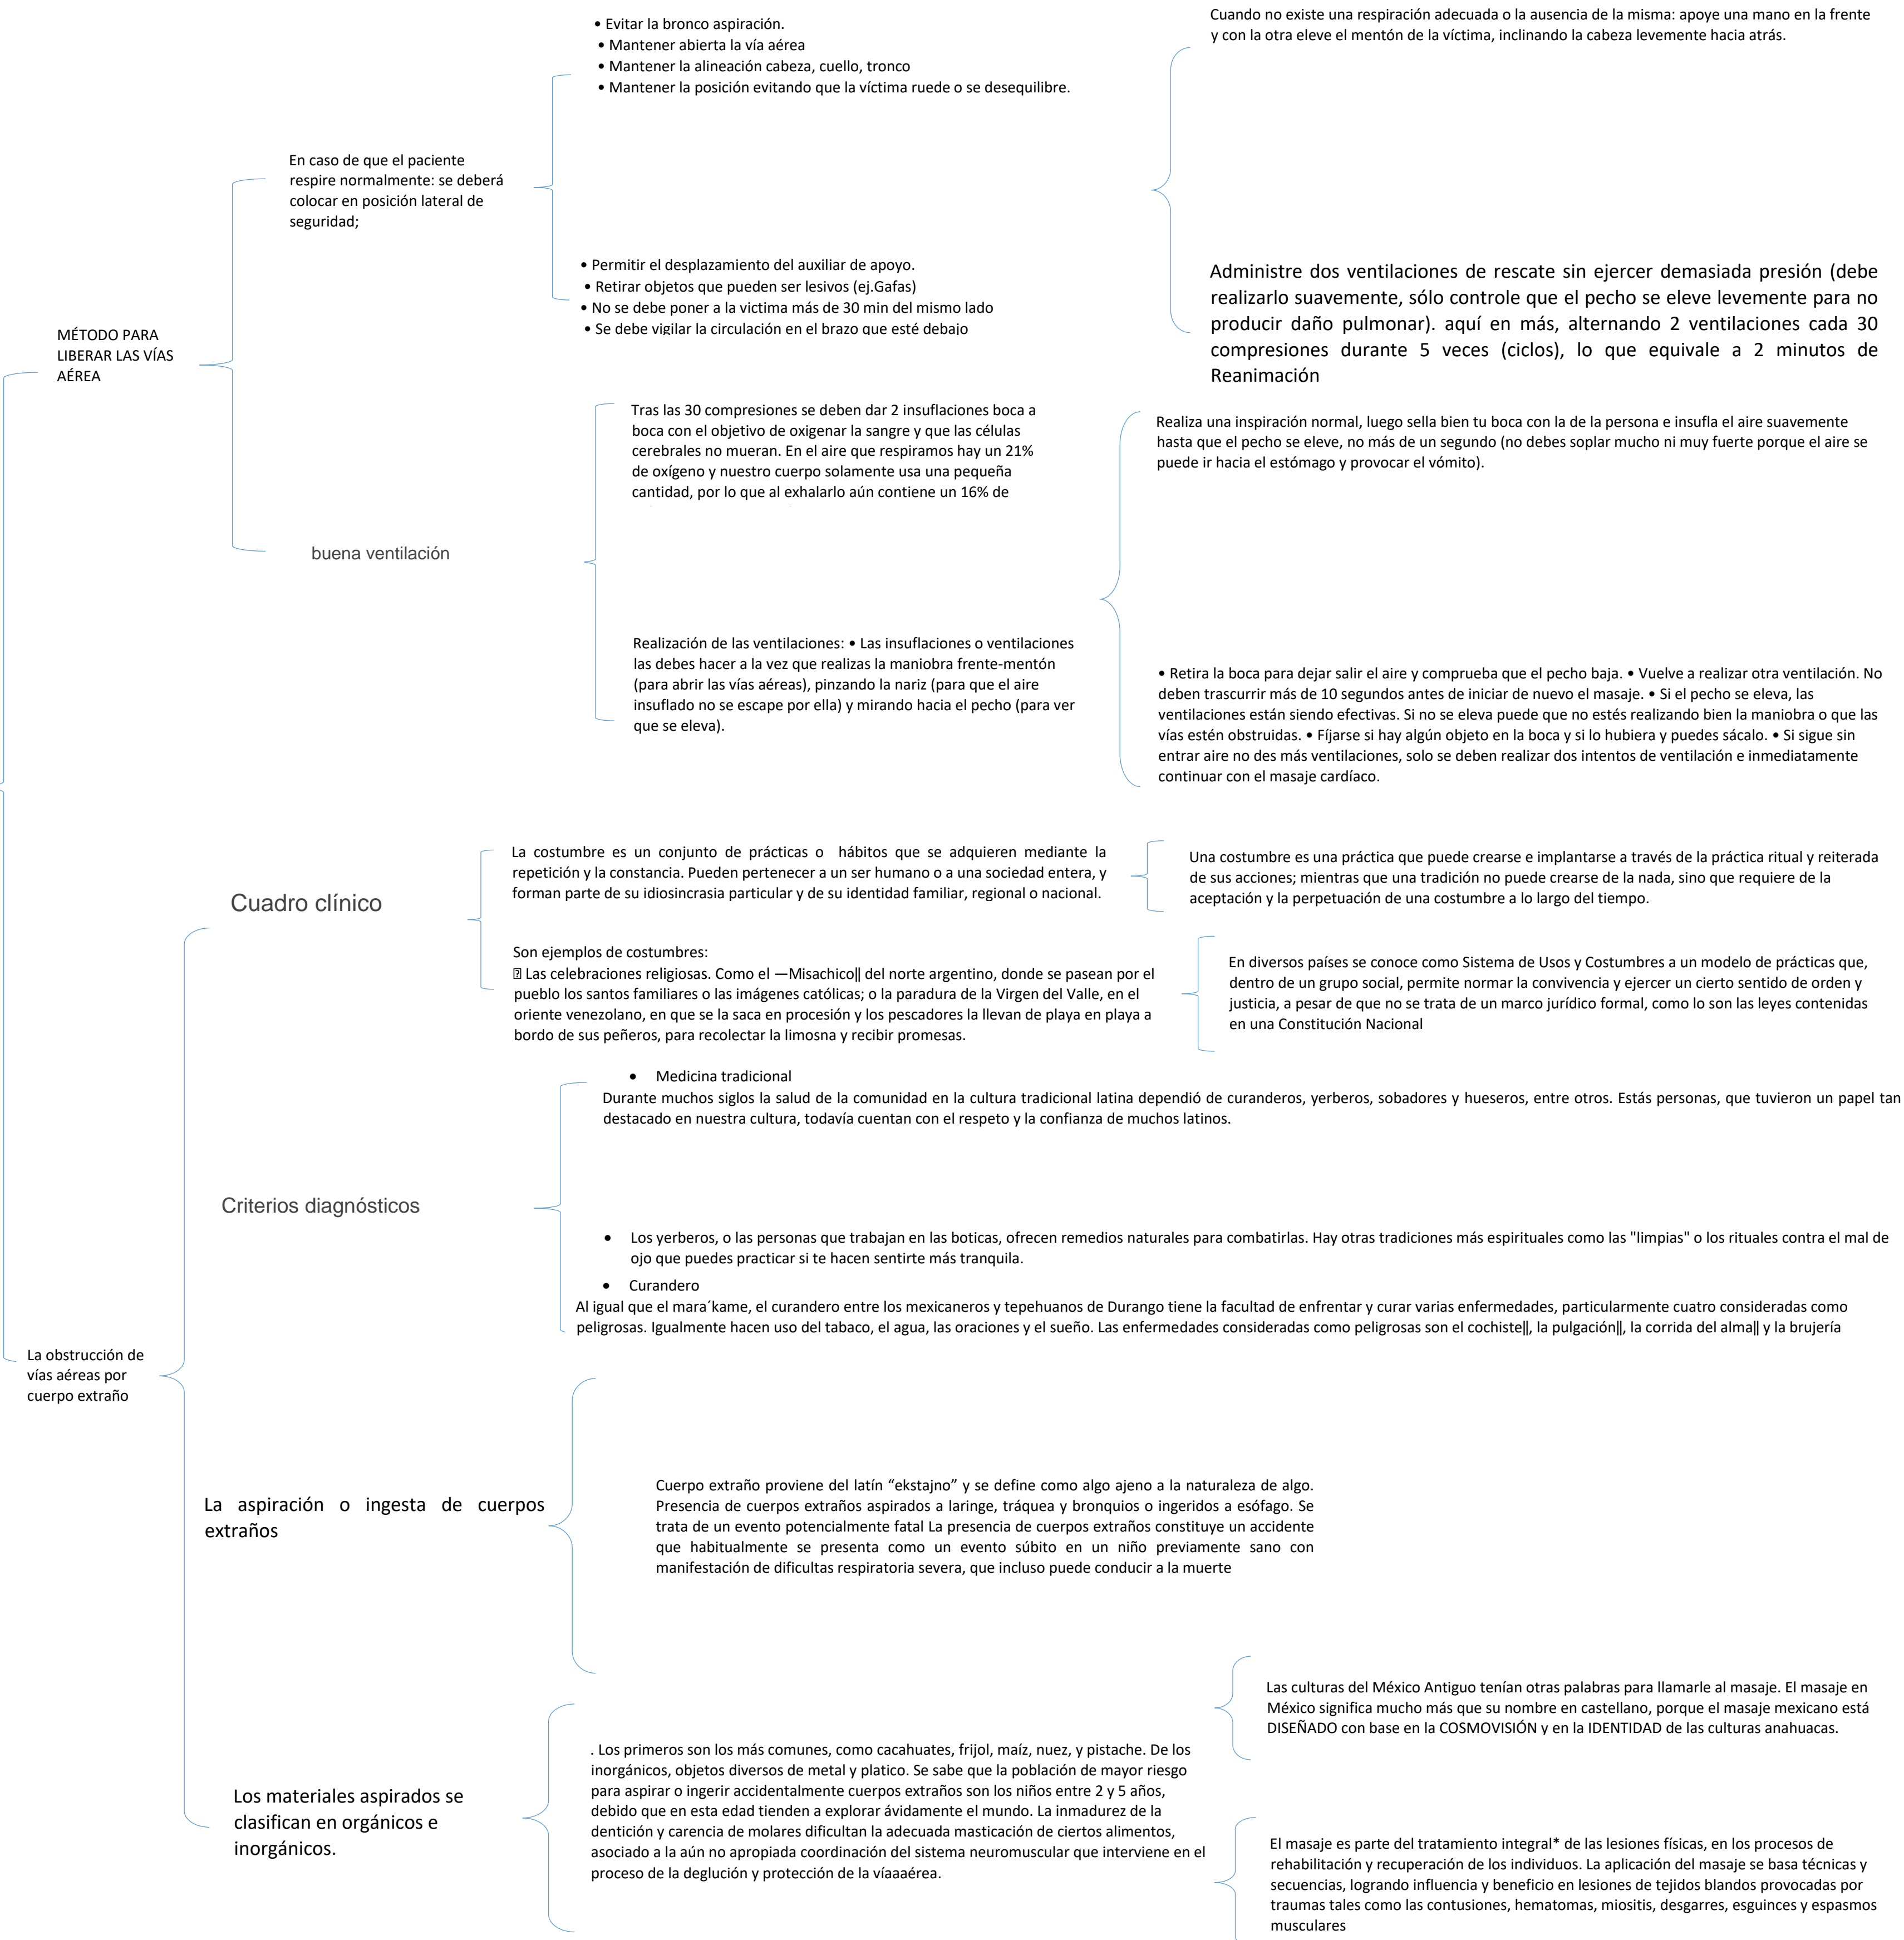 MÉTODO PARA
LIBERAR LAS VÍAS
AÉREA
En caso de que el paciente
respire normalmente: se deberá
colocar en posición lateral de
seguridad;
• Evitar la bronco aspiración.
• Mantener abierta la vía aérea
• Mantener la alineación cabeza, cuello, tronco
• Mantener la posición evitando que la víctima ruede o se desequilibre.
• Permitir el desplazamiento del auxiliar de apoyo.
• Retirar objetos que pueden ser lesivos (ej.Gafas)
• No se debe poner a la victima más de 30 min del mismo lado
• Se debe vigilar la circulación en el brazo que esté debajo
Cuando no existe una respiración adecuada o la ausencia de la misma: apoye una mano en la frente
y con la otra eleve el mentón de la víctima, inclinando la cabeza levemente hacia atrás.
Administre dos ventilaciones de rescate sin ejercer demasiada presión (debe
realizarlo suavemente, sólo controle que el pecho se eleve levemente para no
producir daño pulmonar). aquí en más, alternando 2 ventilaciones cada 30
compresiones durante 5 veces (ciclos), lo que equivale a 2 minutos de
Reanimación
buena ventilación
Tras las 30 compresiones se deben dar 2 insuflaciones boca a
boca con el objetivo de oxigenar la sangre y que las células
cerebrales no mueran. En el aire que respiramos hay un 21%
de oxígeno y nuestro cuerpo solamente usa una pequeña
cantidad, por lo que al exhalarlo aún contiene un 16% de
Realización de las ventilaciones: • Las insuflaciones o ventilaciones
las debes hacer a la vez que realizas la maniobra frente-mentón
(para abrir las vías aéreas), pinzando la nariz (para que el aire
insuflado no se escape por ella) y mirando hacia el pecho (para ver
que se eleva).
Realiza una inspiración normal, luego sella bien tu boca con la de la persona e insufla el aire suavemente
hasta que el pecho se eleve, no más de un segundo (no debes soplar mucho ni muy fuerte porque el aire se
puede ir hacia el estómago y provocar el vómito).
• Retira la boca para dejar salir el aire y comprueba que el pecho baja. • Vuelve a realizar otra ventilación. No
deben trascurrir más de 10 segundos antes de iniciar de nuevo el masaje. • Si el pecho se eleva, las
ventilaciones están siendo efectivas. Si no se eleva puede que no estés realizando bien la maniobra o que las
vías estén obstruidas. • Fíjarse si hay algún objeto en la boca y si lo hubiera y puedes sácalo. • Si sigue sin
entrar aire no des más ventilaciones, solo se deben realizar dos intentos de ventilación e inmediatamente
continuar con el masaje cardíaco.
La obstrucción de
vías aéreas por
cuerpo extraño
Cuadro clínico
La costumbre es un conjunto de prácticas o hábitos que se adquieren mediante la
repetición y la constancia. Pueden pertenecer a un ser humano o a una sociedad entera, y
forman parte de su idiosincrasia particular y de su identidad familiar, regional o nacional.
Una costumbre es una práctica que puede crearse e implantarse a través de la práctica ritual y reiterada
de sus acciones; mientras que una tradición no puede crearse de la nada, sino que requiere de la
aceptación y la perpetuación de una costumbre a lo largo del tiempo.
Son ejemplos de costumbres:
⍰ Las celebraciones religiosas. Como el ―Misachico‖ del norte argentino, donde se pasean por el
pueblo los santos familiares o las imágenes católicas; o la paradura de la Virgen del Valle, en el
oriente venezolano, en que se la saca en procesión y los pescadores la llevan de playa en playa a
bordo de sus peñeros, para recolectar la limosna y recibir promesas.
En diversos países se conoce como Sistema de Usos y Costumbres a un modelo de prácticas que,
dentro de un grupo social, permite normar la convivencia y ejercer un cierto sentido de orden y
justicia, a pesar de que no se trata de un marco jurídico formal, como lo son las leyes contenidas
en una Constitución Nacional
Criterios diagnósticos
• Medicina tradicional
Durante muchos siglos la salud de la comunidad en la cultura tradicional latina dependió de curanderos, yerberos, sobadores y hueseros, entre otros. Estás personas, que tuvieron un papel tan
destacado en nuestra cultura, todavía cuentan con el respeto y la confianza de muchos latinos.
• Los yerberos, o las personas que trabajan en las boticas, ofrecen remedios naturales para combatirlas. Hay otras tradiciones más espirituales como las "limpias" o los rituales contra el mal de
ojo que puedes practicar si te hacen sentirte más tranquila.
• Curandero
Al igual que el mara´kame, el curandero entre los mexicaneros y tepehuanos de Durango tiene la facultad de enfrentar y curar varias enfermedades, particularmente cuatro consideradas como
peligrosas. Igualmente hacen uso del tabaco, el agua, las oraciones y el sueño. Las enfermedades consideradas como peligrosas son el cochiste‖, la pulgación‖, la corrida del alma‖ y la brujería
La aspiración o ingesta de cuerpos
extraños
Cuerpo extraño proviene del latín “ekstajno” y se define como algo ajeno a la naturaleza de algo.
Presencia de cuerpos extraños aspirados a laringe, tráquea y bronquios o ingeridos a esófago. Se
trata de un evento potencialmente fatal La presencia de cuerpos extraños constituye un accidente
que habitualmente se presenta como un evento súbito en un niño previamente sano con
manifestación de dificultas respiratoria severa, que incluso puede conducir a la muerte
Los materiales aspirados se
clasifican en orgánicos e
inorgánicos.
. Los primeros son los más comunes, como cacahuates, frijol, maíz, nuez, y pistache. De los
inorgánicos, objetos diversos de metal y platico. Se sabe que la población de mayor riesgo
para aspirar o ingerir accidentalmente cuerpos extraños son los niños entre 2 y 5 años,
debido que en esta edad tienden a explorar ávidamente el mundo. La inmadurez de la
dentición y carencia de molares dificultan la adecuada masticación de ciertos alimentos,
asociado a la aún no apropiada coordinación del sistema neuromuscular que interviene en el
proceso de la deglución y protección de la víaaaérea.
Las culturas del México Antiguo tenían otras palabras para llamarle al masaje. El masaje en
México significa mucho más que su nombre en castellano, porque el masaje mexicano está
DISEÑADO con base en la COSMOVISIÓN y en la IDENTIDAD de las culturas anahuacas.
El masaje es parte del tratamiento integral* de las lesiones físicas, en los procesos de
rehabilitación y recuperación de los individuos. La aplicación del masaje se basa técnicas y
secuencias, logrando influencia y beneficio en lesiones de tejidos blandos provocadas por
traumas tales como las contusiones, hematomas, miositis, desgarres, esguinces y espasmos
musculares